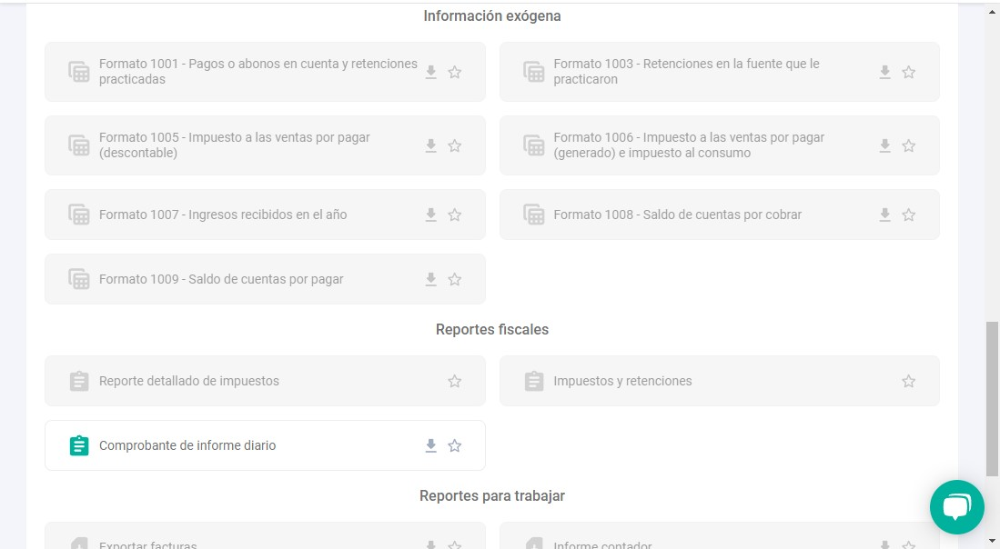 Información exógena
Formato 1001 - Pagos o abonos en cuenta y retenciones
practicadas
Formato 1003 - Retenciones en la fuente que le
practicaron
Formato 1005 - Impuesto a las ventas por pagar
(descontable)
Formato 1006 - Impuesto a las ventas por pagar
(generado) e impuesto al consumo
Formato 1007 - Ingresos recibidos en el año
Formato 1008 - Saldo de cuentas por cobrar
Formato 1009 - Saldo de cuentas por pagar
Reportes fiscales
Reporte detallado de impuestos
Impuestos y retenciones
Comprobante de informe diario
Reportes para trabajar
Exportar facturas
Informe contador